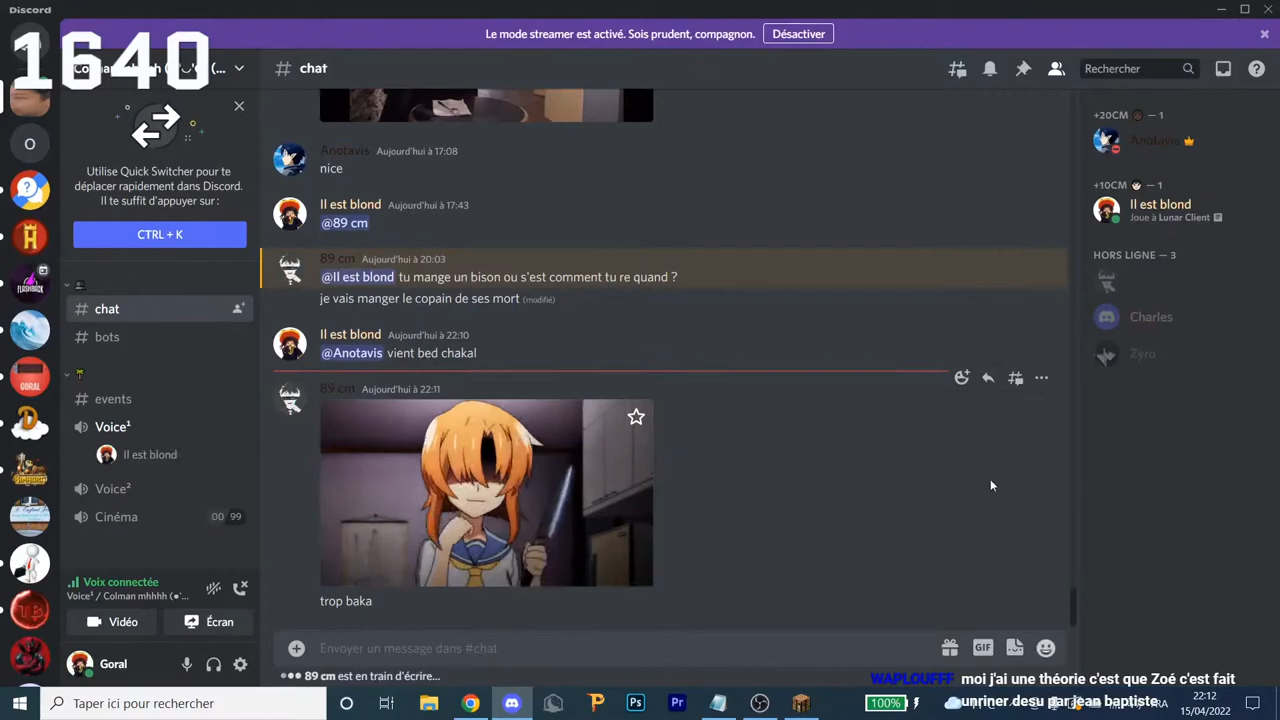 Discord
Le mode streamer est activé. Sois prudent, compagnon.
Désactiver
1640
# chat
Rechercher
Utilise Quick Switcher pour te
déplacer rapidement dans Discord.
Il te suffit d'appuyer sur :
CTRL + K
# chat
# bots
# events
Voice¹
Il est blond
Voice²
Cinéma
00 99
Voix connectée
Voice¹ / Colman mhhhh (●'...
Vidéo
Écran
Goral
O
FLASHBACK
GORAL
Anotavis Aujourd'hui à 17:08
nice
Il est blond Aujourd'hui à 17:43
@89 cm
89 cm Aujourd'hui à 20:03
@Il est blond tu mange un bison ou s'est comment tu re quand ?
je vais manger le copain de ses mort (modifié)
Il est blond Aujourd'hui à 22:10
@Anotavis vient bed chakal
89 cm Aujourd'hui à 22:11
trop baka
Envoyer un message dans #chat
GIF
89 cm est en train d'écrire...
+20CM — 1
Anotavis
+10CM — 1
Il est blond
Joue à Lunar Client
HORS LIGNE — 3
Charles
Zyro
WAPLOUFFF moi j'ai une théorie c'est que Zoé c'est fait
uriner desu par jean baptiste
Taper ici pour rechercher
Ps
Pr
100%
22:12
15/04/2022